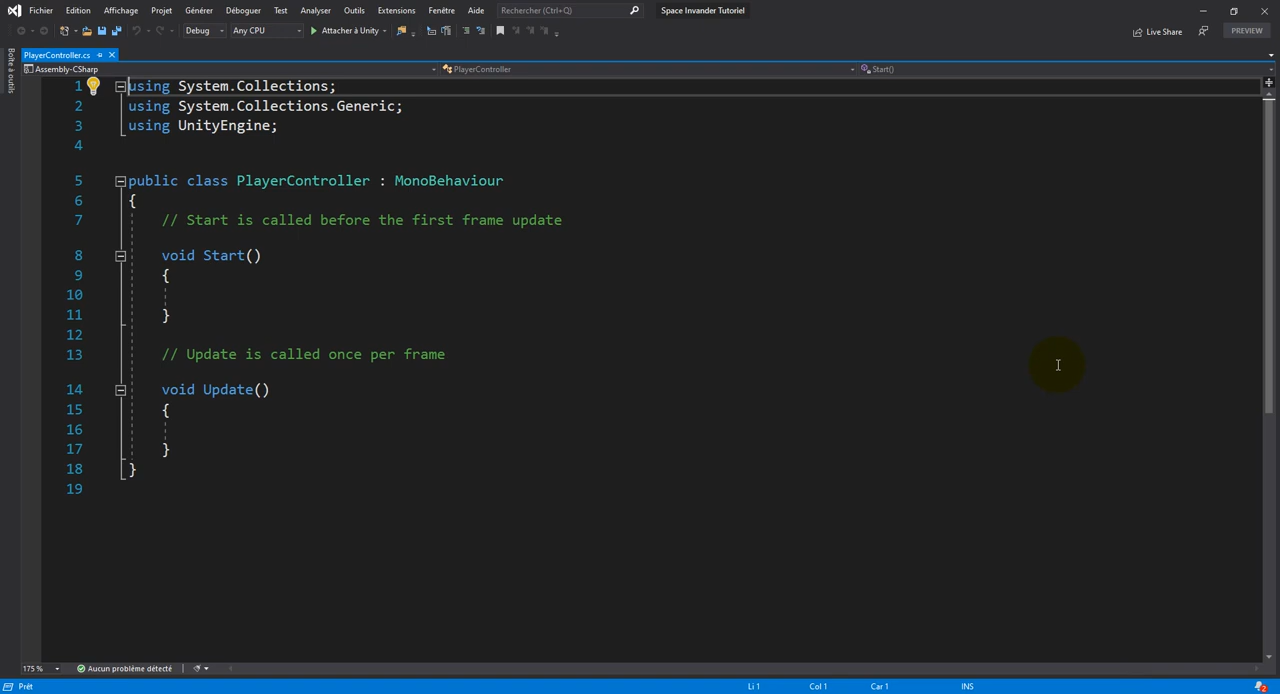 Fichier Edition Affichage Projet Générer Déboguer Test Analyser Outils Extensions Fenêtre Aide Rechercher (Ctrl+Q) Space Invander Tutoriel
Debug Any CPU Attacher à Unity Live Share PREVIEW
Boîte à outils
PlayerController.cs
Assembly-CSharp PlayerController Start()
1 using System.Collections;
2 using System.Collections.Generic;
3 using UnityEngine;
4
5 public class PlayerController : MonoBehaviour
6 {
7 // Start is called before the first frame update
8 void Start()
9 {
10
11 }
12
13 // Update is called once per frame
14 void Update()
15 {
16
17 }
18 }
19
175 % Aucun problème détecté
Prêt Li 1 Col 1 Car 1 INS 2